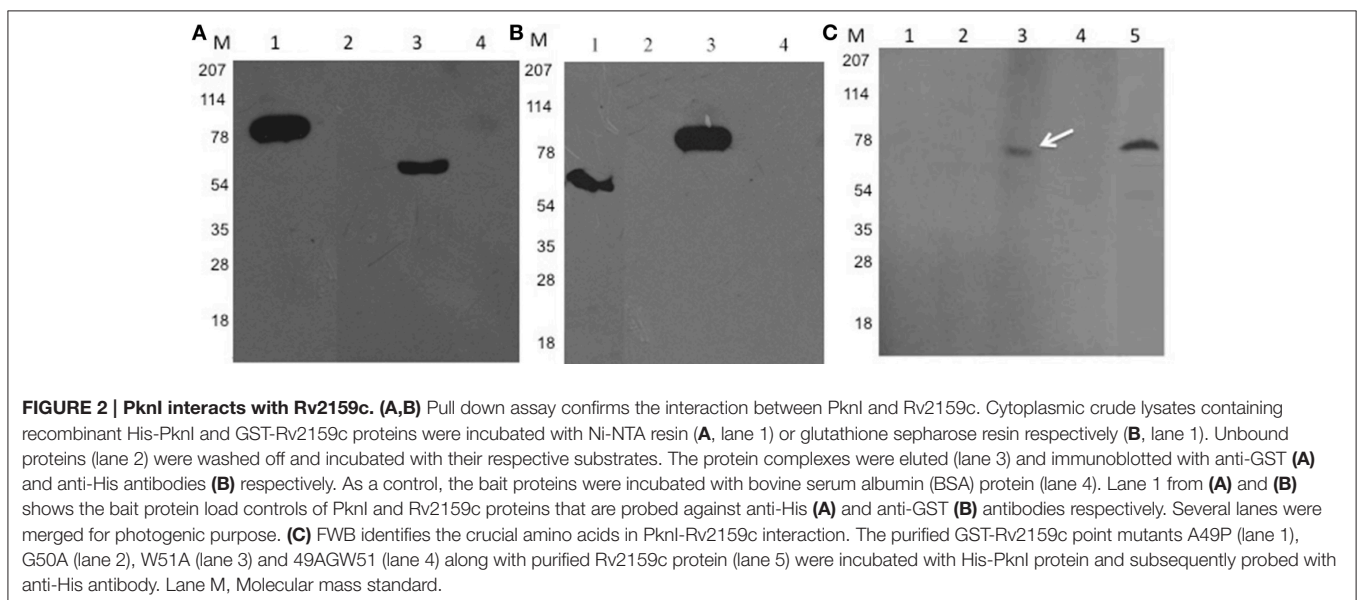 A M 1 2 3 4
207
114
78
54
35
28
18
B M 1 2 3 4
207
114
78
54
35
28
18
C M 1 2 3 4 5
207
114
78
54
35
28
18
FIGURE 2 | PknI interacts with Rv2159c. (A,B) Pull down assay confirms the interaction between PknI and Rv2159c. Cytoplasmic crude lysates containing
recombinant His-PknI and GST-Rv2159c proteins were incubated with Ni-NTA resin (A, lane 1) or glutathione sepharose resin respectively (B, lane 1). Unbound
proteins (lane 2) were washed off and incubated with their respective substrates. The protein complexes were eluted (lane 3) and immunoblotted with anti-GST (A)
and anti-His antibodies (B) respectively. As a control, the bait proteins were incubated with bovine serum albumin (BSA) protein (lane 4). Lane 1 from (A) and (B)
shows the bait protein load controls of PknI and Rv2159c proteins that are probed against anti-His (A) and anti-GST (B) antibodies respectively. Several lanes were
merged for photogenic purpose. (C) FWB identifies the crucial amino acids in PknI-Rv2159c interaction. The purified GST-Rv2159c point mutants A49P (lane 1),
G50A (lane 2), W51A (lane 3) and 49AGW51 (lane 4) along with purified Rv2159c protein (lane 5) were incubated with His-PknI protein and subsequently probed with
anti-His antibody. Lane M, Molecular mass standard.